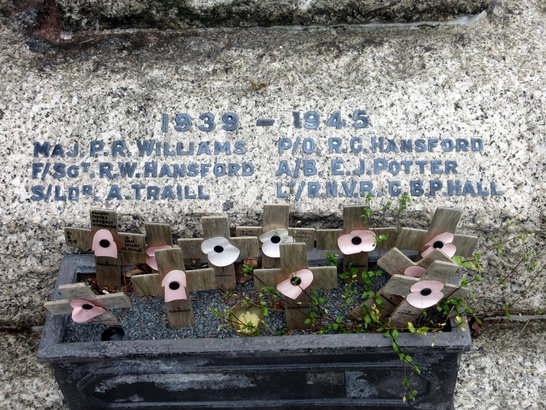 1939 – 1945
MAJ. P.R. WILLIAMS P/O. R.G. HANSFORD
F/SGT. R.W. HANSFORD A/B. E.J. POTTER
S/LDR. A. TRAILL LT/R.N.V.R. G.B.P. HALL